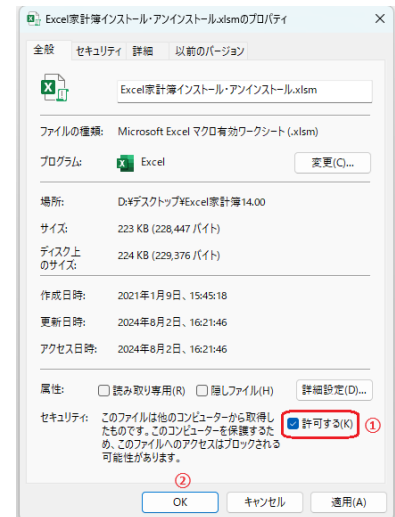 Excel家計簿インストール・アンインストール.xlsmのプロパティ
全般 セキュリティ 詳細 以前のバージョン
Excel家計簿インストール・アンインストール.xlsm
ファイルの種類: Microsoft Excel マクロ有効ワークシート (.xlsm)
プログラム: Excel 変更(C)...
場所: D:¥デスクトップ¥Excel家計簿14.00
サイズ: 223 KB (228,447 バイト)
ディスク上
のサイズ: 224 KB (229,376 バイト)
作成日時: 2021年1月9日、15:45:18
更新日時: 2024年8月2日、16:21:46
アクセス日時: 2024年8月2日、16:21:46
属性: 読み取り専用(R) 隠しファイル(H) 詳細設定(D)...
セキュリティ: このファイルは他のコンピューターから取得し
たものです。このコンピューターを保護するた
め、このファイルへのアクセスはブロックされる
可能性があります。
許可する(K) ①
②
OK キャンセル 適用(A)